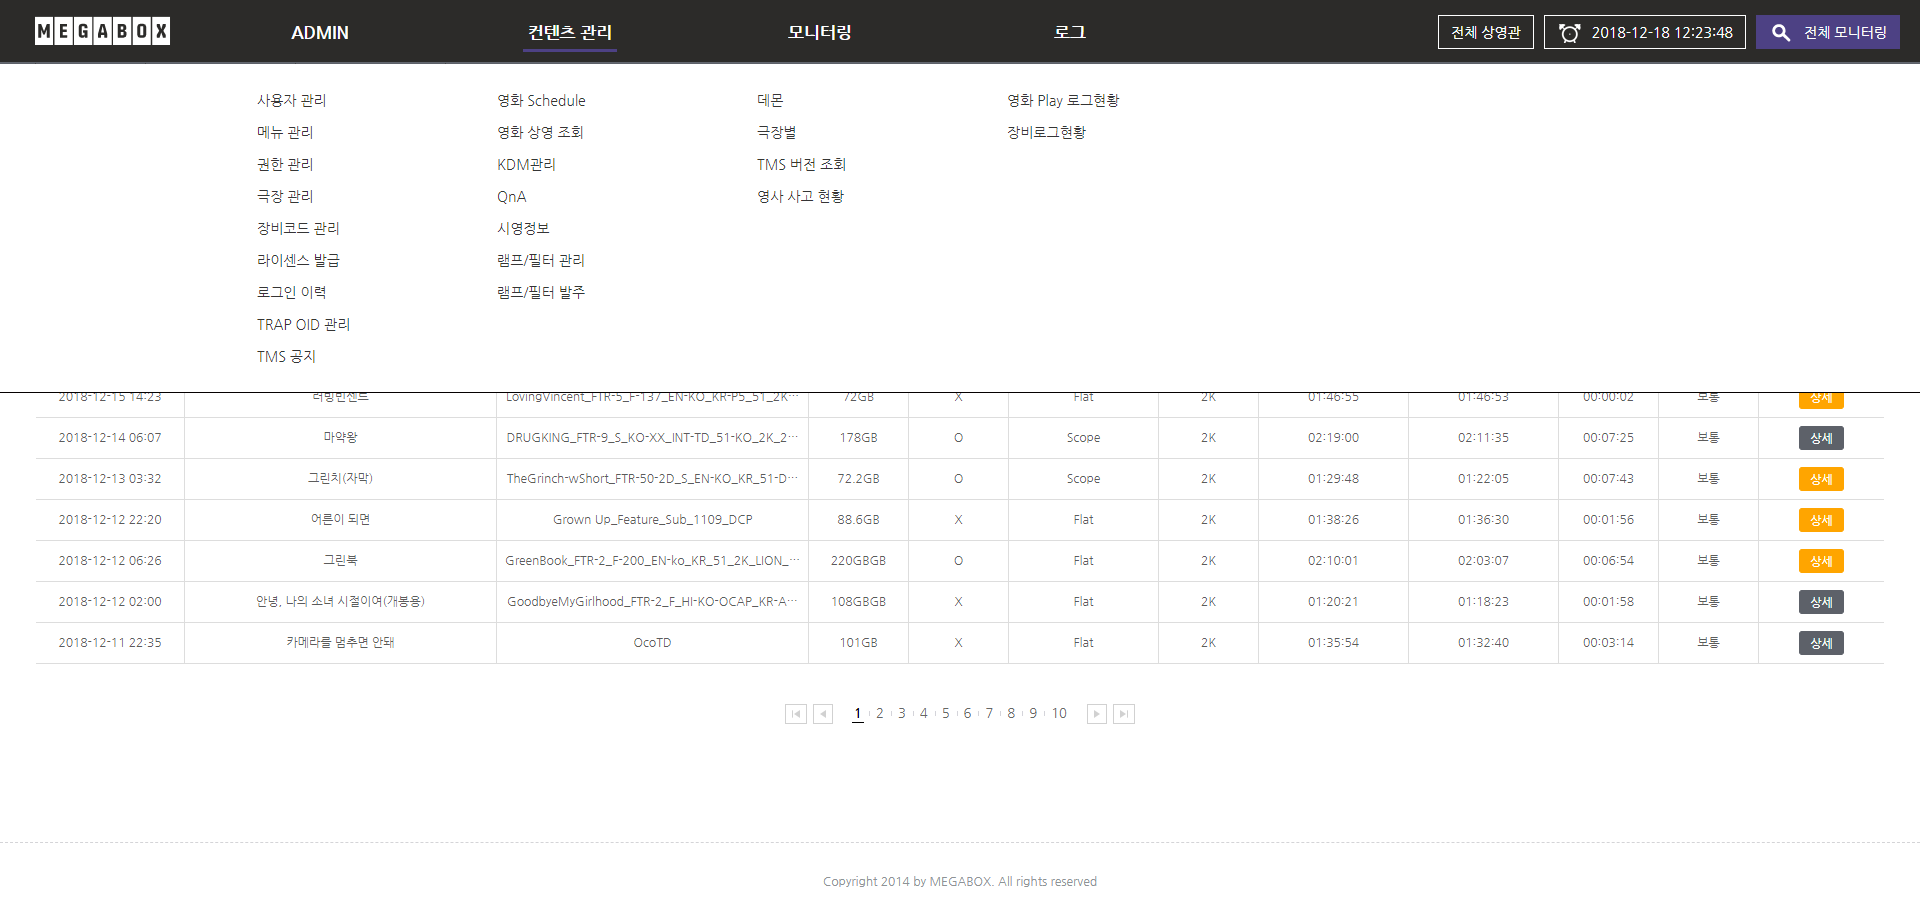 MEGABOX ADMIN 컨텐츠 관리 모니터링 로그 전체 상영관 2018-12-18 12:23:48 전체 모니터링
사용자 관리 영화 Schedule 데몬 영화 Play 로그현황
메뉴 관리 영화 상영 조회 극장별 장비로그현황
권한 관리 KDM관리 TMS 버전 조회
극장 관리 QnA 영사 사고 현황
장비코드 관리 시영정보
라이센스 발급 램프/필터 관리
로그인 이력 램프/필터 발주
TRAP OID 관리
TMS 공지
2018-12-15 14:23 러빙빈센트 LovingVincent_FTR-5_F-137_EN-KO_KR-P5_51_2K··· 72GB X Flat 2K 01:46:55 01:46:53 00:00:02 보통 상세
2018-12-14 06:07 마약왕 DRUGKING_FTR-9_S_KO-XX_INT-TD_51-KO_2K_2··· 178GB O Scope 2K 02:19:00 02:11:35 00:07:25 보통 상세
2018-12-13 03:32 그린치(자막) TheGrinch-wShort_FTR-50-2D_S_EN-KO_KR_51-D··· 72.2GB O Scope 2K 01:29:48 01:22:05 00:07:43 보통 상세
2018-12-12 22:20 어른이 되면 Grown Up_Feature_Sub_1109_DCP 88.6GB X Flat 2K 01:38:26 01:36:30 00:01:56 보통 상세
2018-12-12 06:26 그린북 GreenBook_FTR-2_F-200_EN-ko_KR_51_2K_LION_··· 220GBGB O Flat 2K 02:10:01 02:03:07 00:06:54 보통 상세
2018-12-12 02:00 안녕, 나의 소녀 시절이여(개봉용) GoodbyeMyGirlhood_FTR-2_F_HI-KO-OCAP_KR-A··· 108GBGB X Flat 2K 01:20:21 01:18:23 00:01:58 보통 상세
2018-12-11 22:35 카메라를 멈추면 안돼 OcoTD 101GB X Flat 2K 01:35:54 01:32:40 00:03:14 보통 상세
1 2 3 4 5 6 7 8 9 10
Copyright 2014 by MEGABOX. All rights reserved